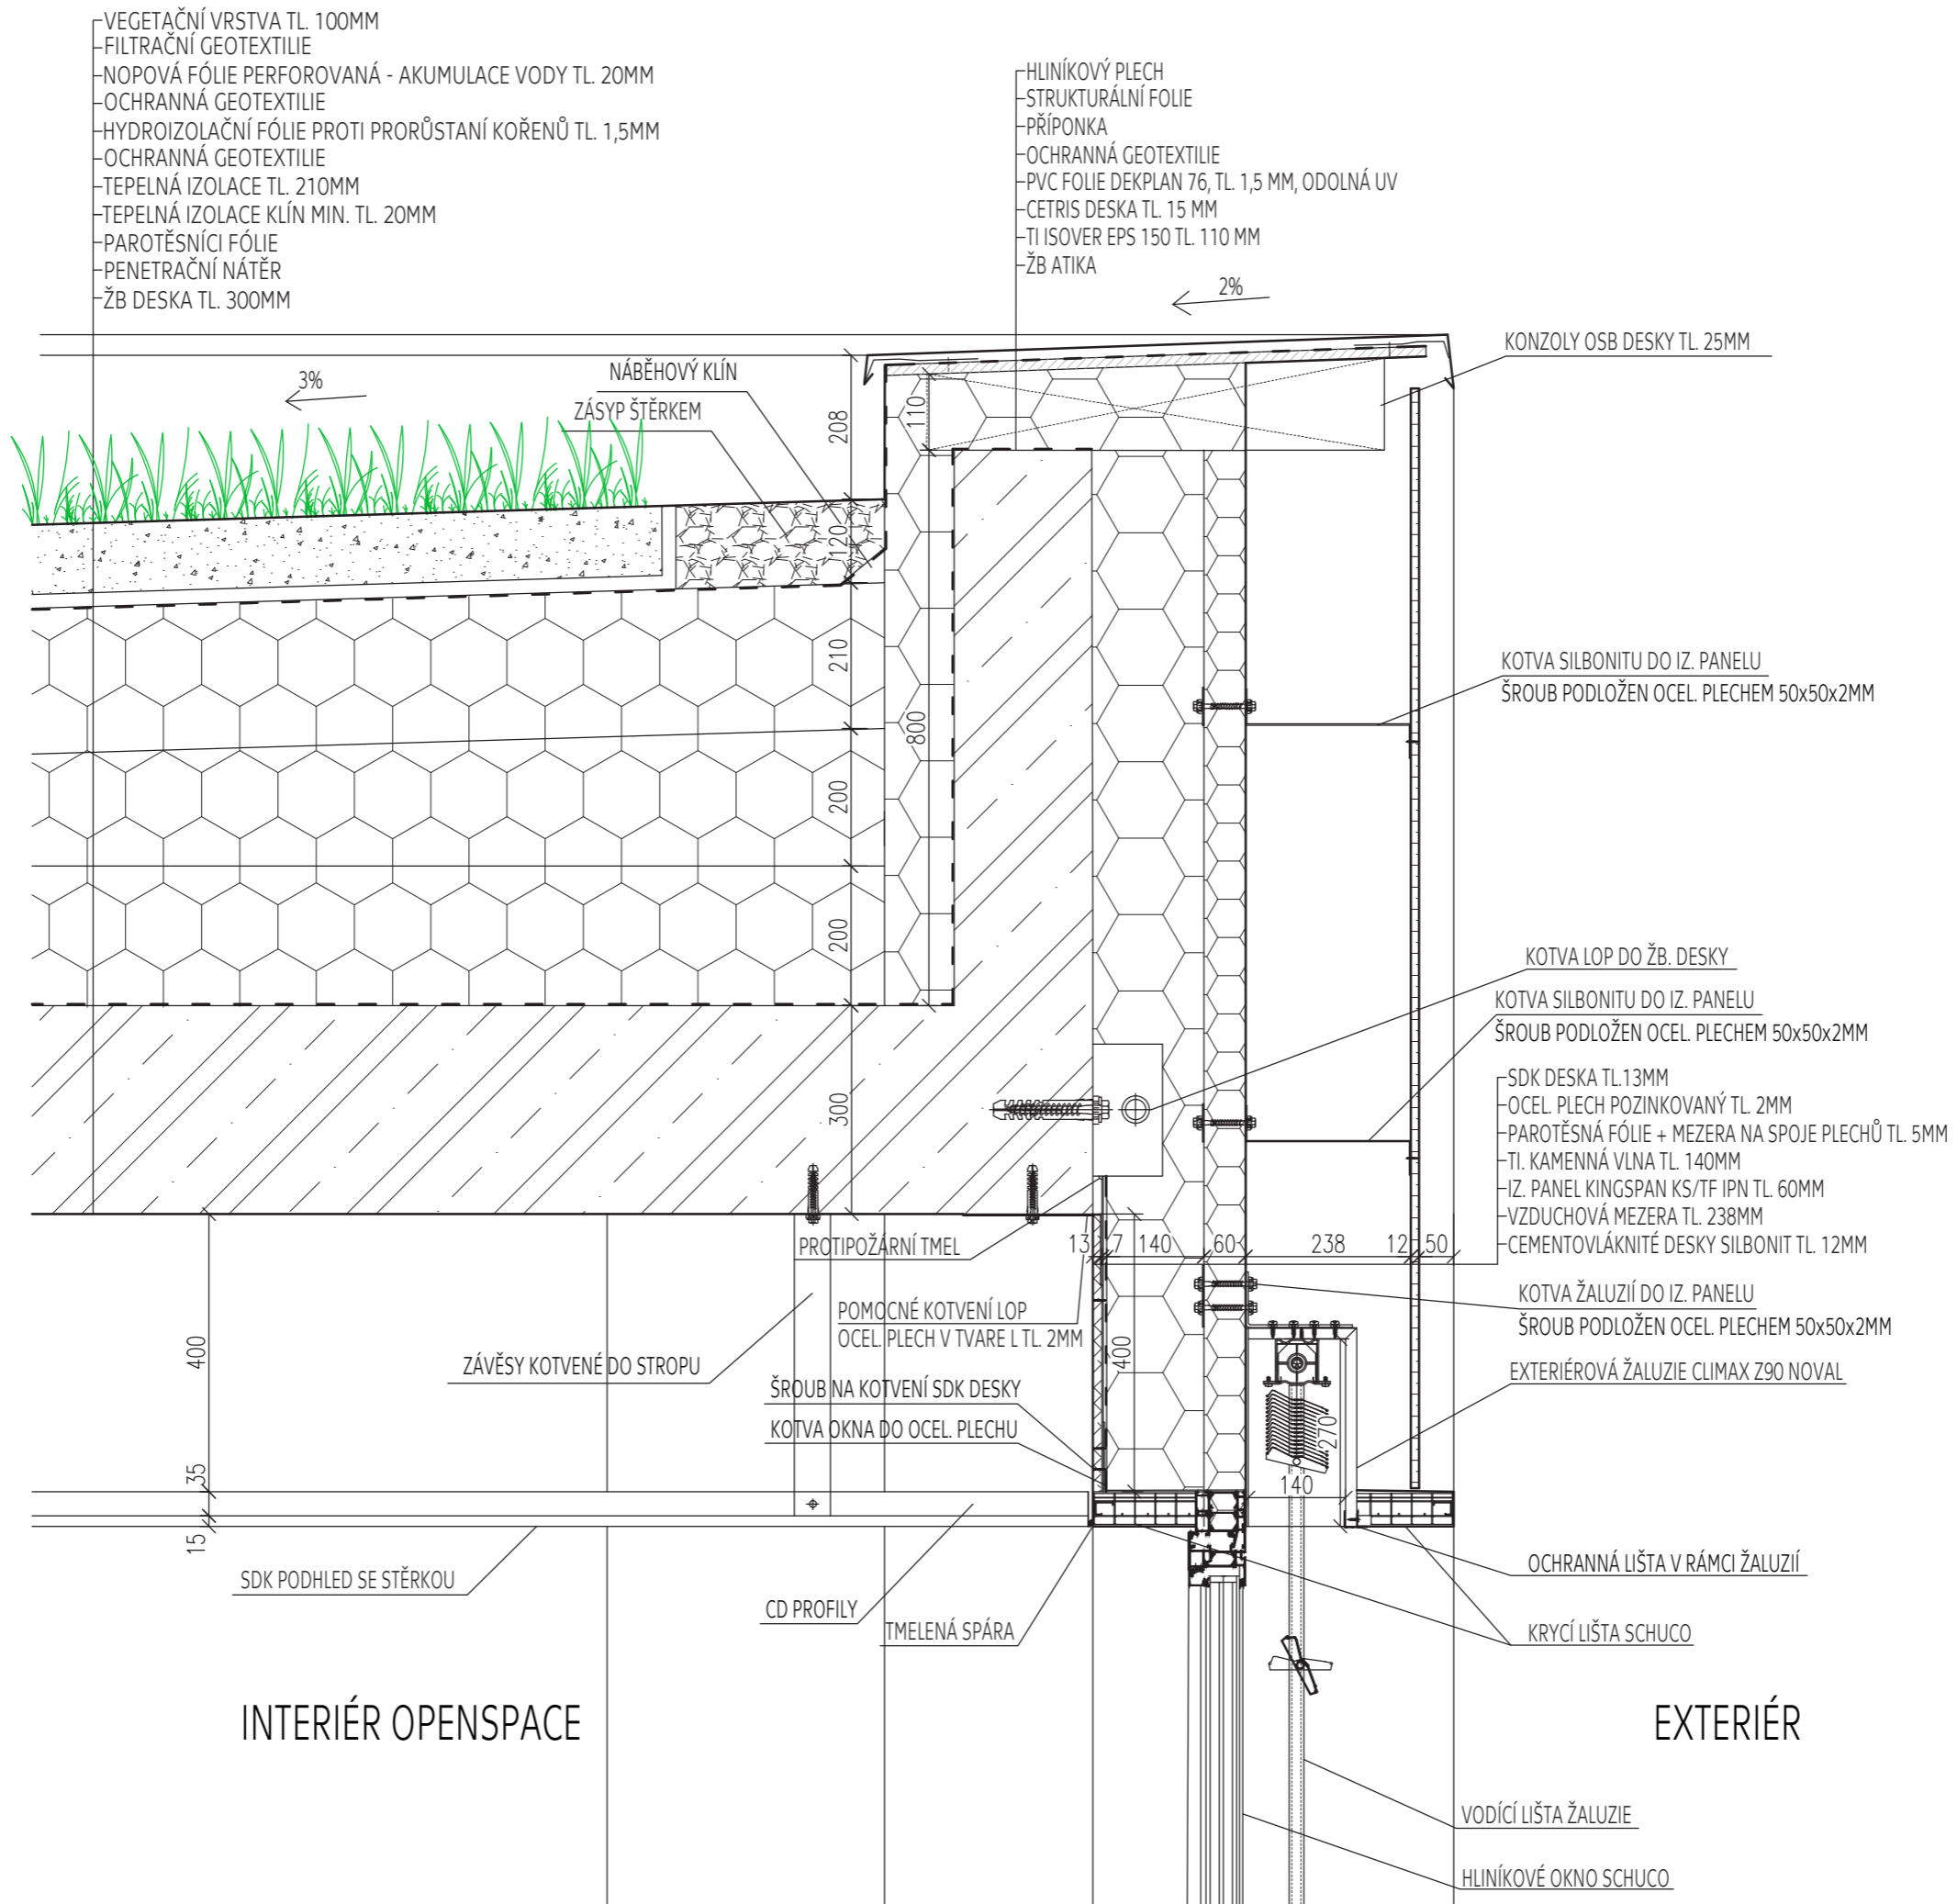 VEGETAČNÍ VRSTVA TL. 100MM
FILTRAČNÍ GEOTEXTILIE
NOPOVÁ FÓLIE PERFOROVANÁ - AKUMULACE VODY TL. 20MM
OCHRANNÁ GEOTEXTILIE
HYDROIZOLAČNÍ FÓLIE PROTI PRORŮSTANÍ KOŘENŮ TL. 1,5MM
OCHRANNÁ GEOTEXTILIE
TEPELNÁ IZOLACE TL. 210MM
TEPELNÁ IZOLACE KLÍN MIN. TL. 20MM
PAROTĚSNÍCI FÓLIE
PENETRAČNÍ NÁTĚR
ŽB DESKA TL. 300MM
HLINÍKOVÝ PLECH
STRUKTURÁLNÍ FOLIE
PŘÍPONKA
OCHRANNÁ GEOTEXTILIE
PVC FOLIE DEKPLAN 76, TL. 1,5 MM, ODOLNÁ UV
CETRIS DESKA TL. 15 MM
TI ISOVER EPS 150 TL. 110 MM
ŽB ATIKA
2%
KONZOLY OSB DESKY TL. 25MM
3%
NÁBĚHOVÝ KLÍN
ZÁSYP ŠTĚRKEM
208
110
120
210
800
200
200
300
KOTVA SILBONITU DO IZ. PANELU
ŠROUB PODLOŽEN OCEL. PLECHEM 50x50x2MM
KOTVA LOP DO ŽB. DESKY
KOTVA SILBONITU DO IZ. PANELU
ŠROUB PODLOŽEN OCEL. PLECHEM 50x50x2MM
SDK DESKA TL.13MM
OCEL. PLECH POZINKOVANÝ TL. 2MM
PAROTĚSNÁ FÓLIE + MEZERA NA SPOJE PLECHŮ TL. 5MM
TI. KAMENNÁ VLNA TL. 140MM
IZ. PANEL KINGSPAN KS/TF IPN TL. 60MM
VZDUCHOVÁ MEZERA TL. 238MM
CEMENTOVLÁKNITÉ DESKY SILBONIT TL. 12MM
13 7 140 60 238 12 50
PROTIPOŽÁRNÍ TMEL
POMOCNÉ KOTVENÍ LOP
OCEL. PLECH V TVARE L TL. 2MM
KOTVA ŽALUZIÍ DO IZ. PANELU
ŠROUB PODLOŽEN OCEL. PLECHEM 50x50x2MM
400
400
ZÁVĚSY KOTVENÉ DO STROPU
ŠROUB NA KOTVENÍ SDK DESKY
KOTVA OKNA DO OCEL. PLECHU
EXTERIÉROVÁ ŽALUZIE CLIMAX Z90 NOVAL
270
140
35
15
SDK PODHLED SE STĚRKOU
CD PROFILY
TMELENÁ SPÁRA
OCHRANNÁ LIŠTA V RÁMCI ŽALUZIÍ
KRYCÍ LIŠTA SCHUCO
INTERIÉR OPENSPACE
EXTERIÉR
VODÍCÍ LIŠTA ŽALUZIE
HLINÍKOVÉ OKNO SCHUCO